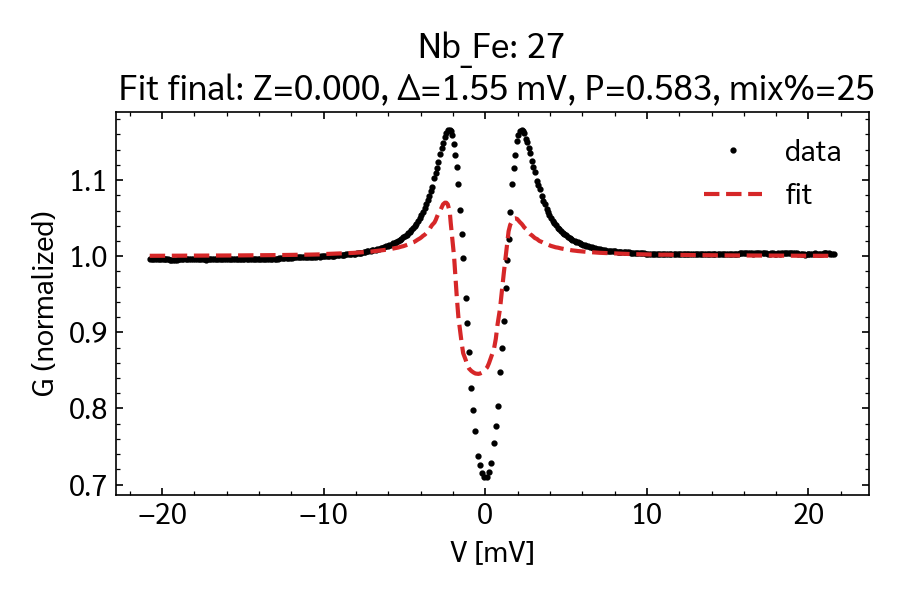 Nb_Fe: 27
Fit final: Z=0.000, Δ=1.55 mV, P=0.583, mix%=25
data
fit
G (normalized)
1.1
1.0
0.9
0.8
0.7
−20
−10
0
10
20
V [mV]